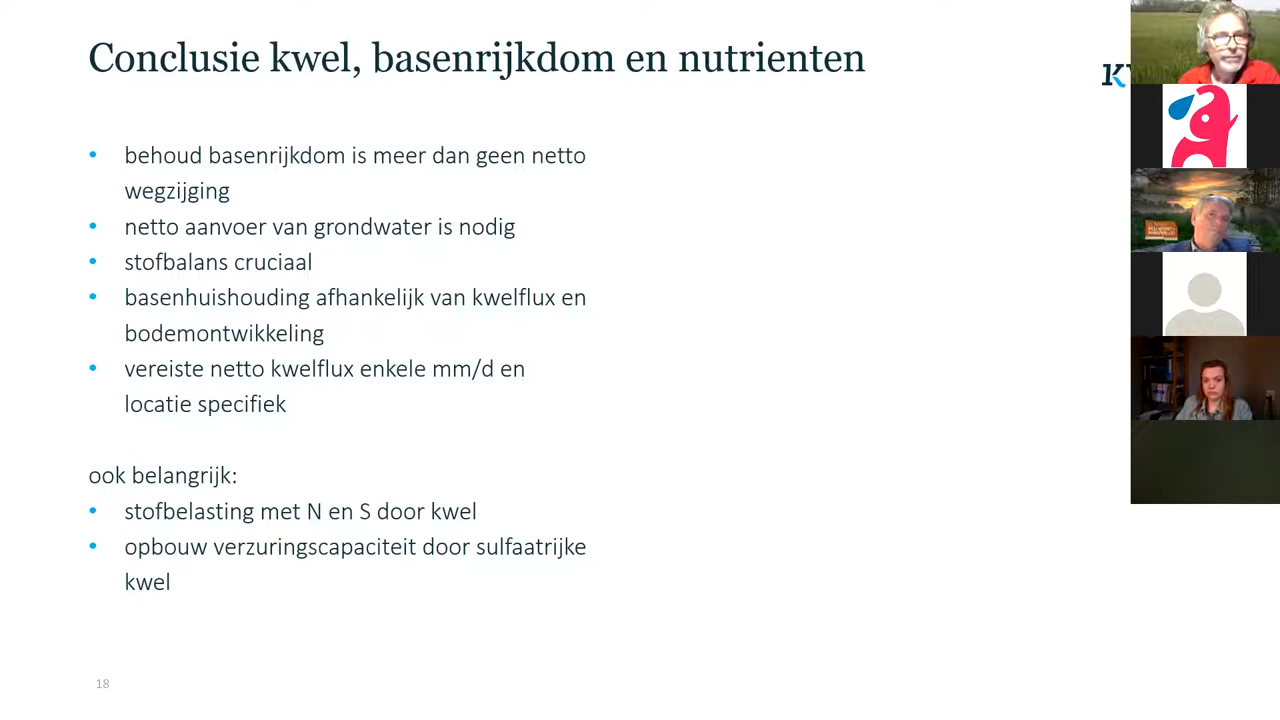 Conclusie kwel, basenrijkdom en nutrienten
• behoud basenrijkdom is meer dan geen netto
wegzijging
• netto aanvoer van grondwater is nodig
• stofbalans cruciaal
• basenhuishouding afhankelijk van kwelflux en
bodemontwikkeling
• vereiste netto kwelflux enkele mm/d en
locatie specifiek
ook belangrijk:
• stofbelasting met N en S door kwel
• opbouw verzuringscapaciteit door sulfaatrijke
kwel
18